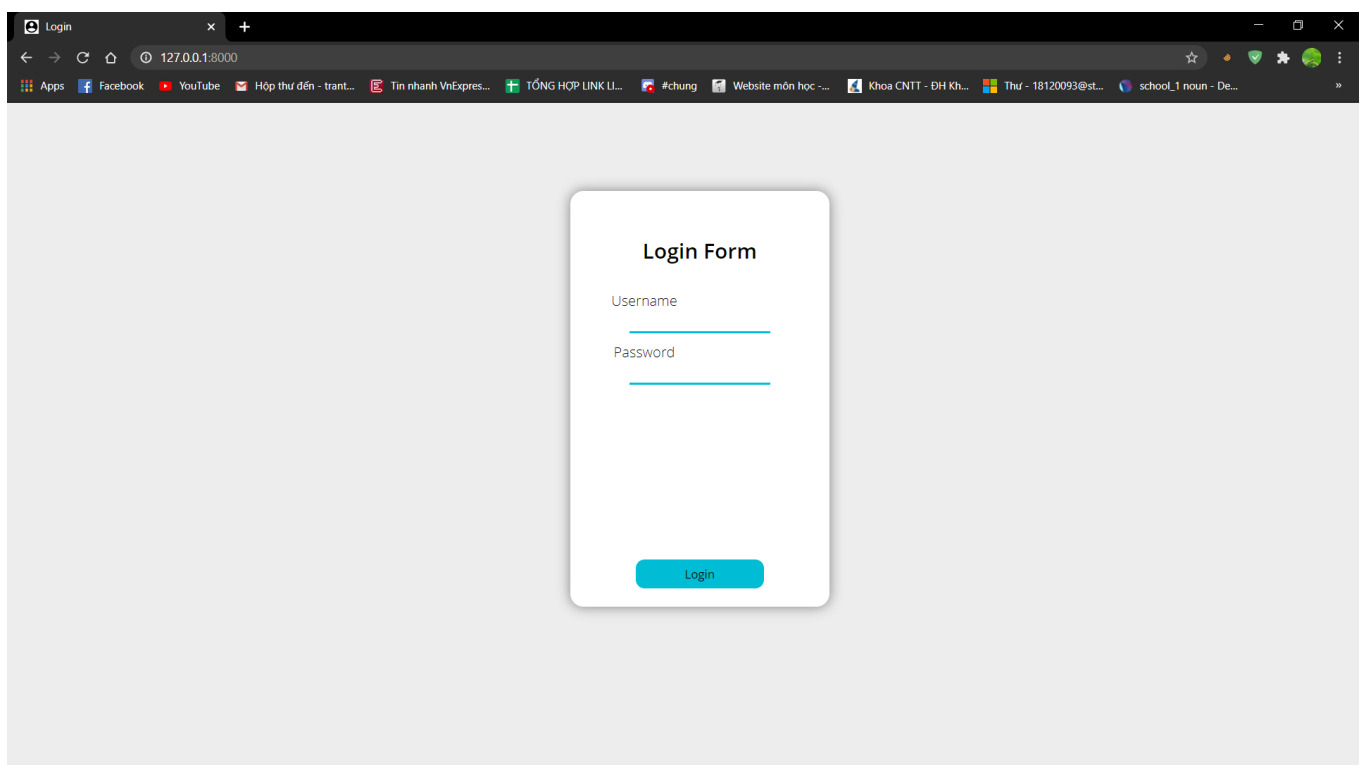 Login
127.0.0.1:8000
Apps Facebook YouTube Hộp thư đến - trant... Tin nhanh VnExpres... TỔNG HỢP LINK LI... #chung Website môn học -... Khoa CNTT - ĐH Kh... Thư - 18120093@st... school_1 noun - De... »
Login Form
Username
Password
Login